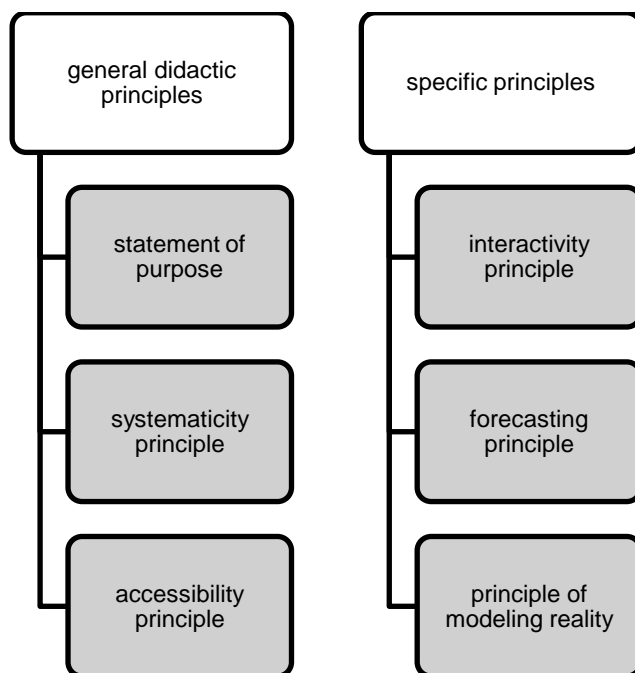 general didactic
principles
statement of
purpose
systematicity
principle
accessibility
principle
specific principles
interactivity
principle
forecasting
principle
principle of
modeling reality